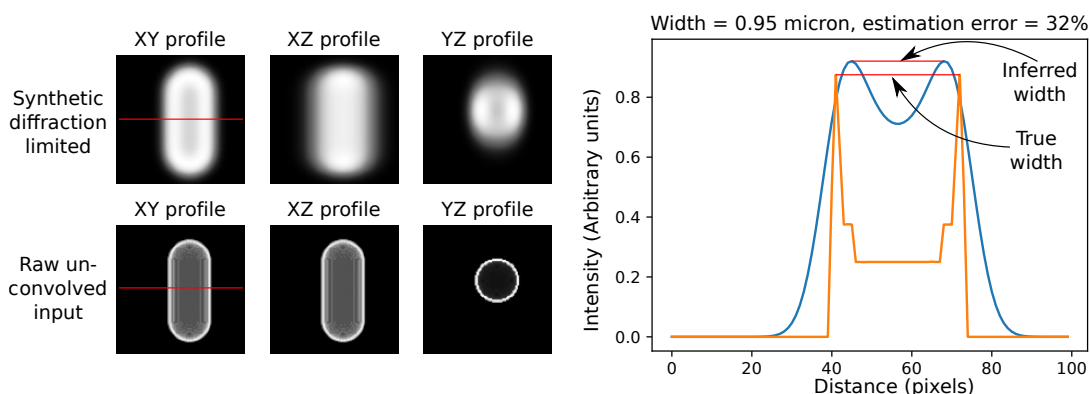 XY profile
XZ profile
YZ profile
Synthetic
diffraction
limited
XY profile
XZ profile
YZ profile
Raw un-
convolved
input
Width = 0.95 micron, estimation error = 32%
Intensity (Arbitrary units)
0.8
0.6
0.4
0.2
0.0
Inferred
width
True
width
0
20
40
60
80
100
Distance (pixels)